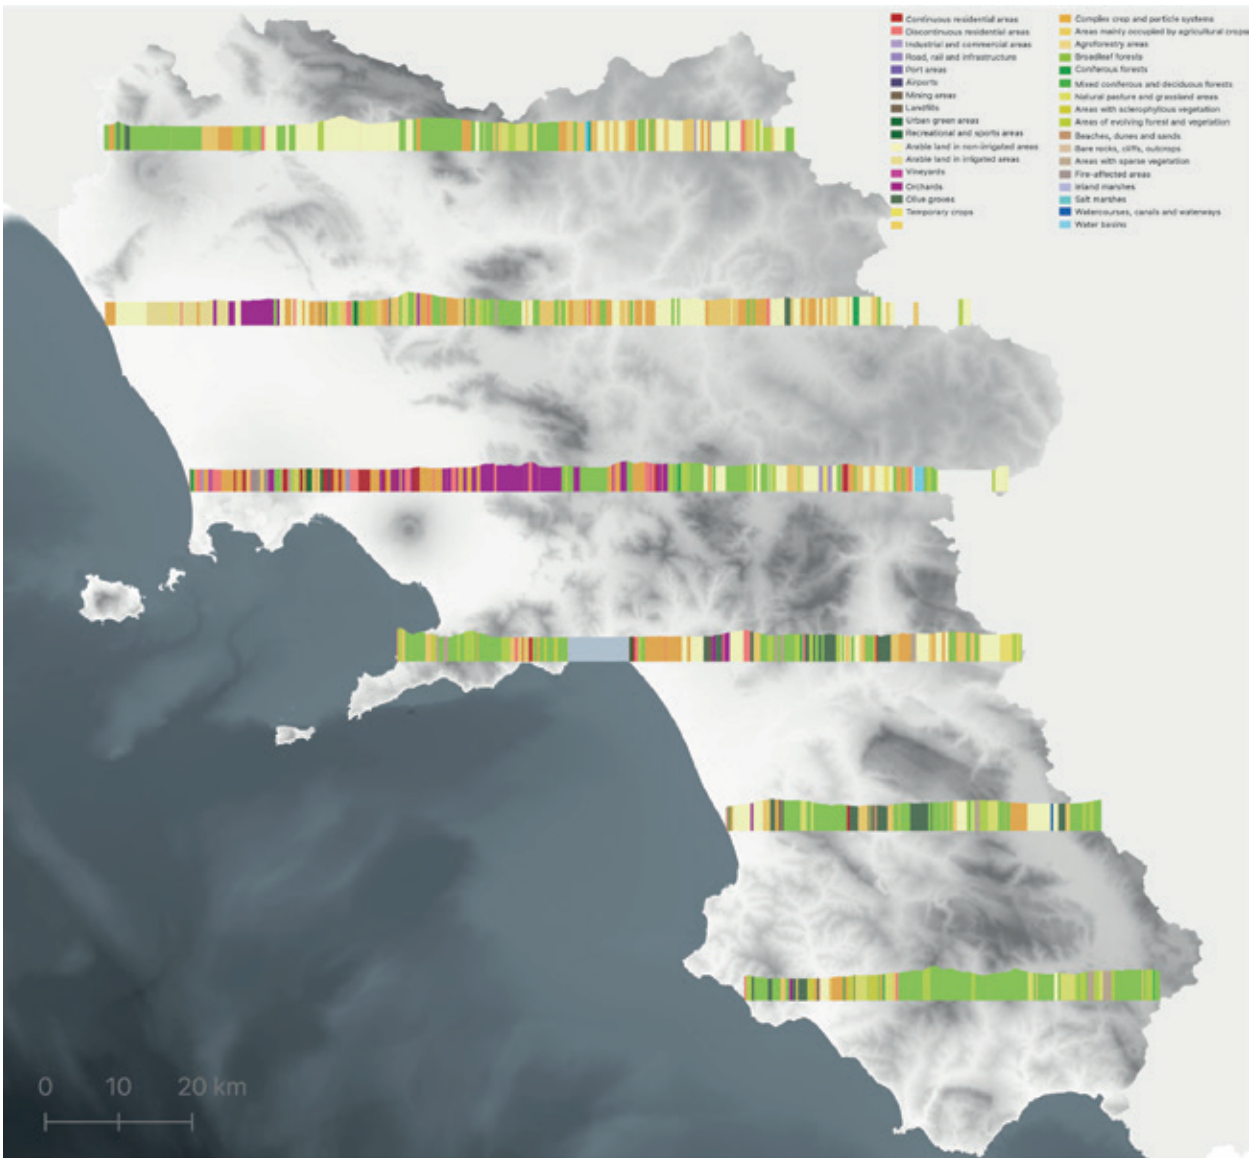 Continuous residential areas
Discontinuous residential areas
Industrial and commercial areas
Road, rail and infrastructure
Port areas
Airports
Mining areas
Landfills
Urban green areas
Recreational and sports areas
Arable land in non-irrigated areas
Arable land in irrigated areas
Vineyards
Orchards
Olive groves
Temporary crops
Complex crop and particle systems
Areas mainly occupied by agricultural crops
Agroforestry areas
Broadleaf forests
Coniferous forests
Mixed coniferous and deciduous forests
Natural pasture and grassland areas
Areas with sclerophyllous vegetation
Areas of evolving forest and vegetation
Beaches, dunes and sands
Bare rocks, cliffs, outcrops
Areas with sparse vegetation
Fire-affected areas
Inland marshes
Salt marshes
Watercourses, canals and waterways
Water basins
0 10 20 km